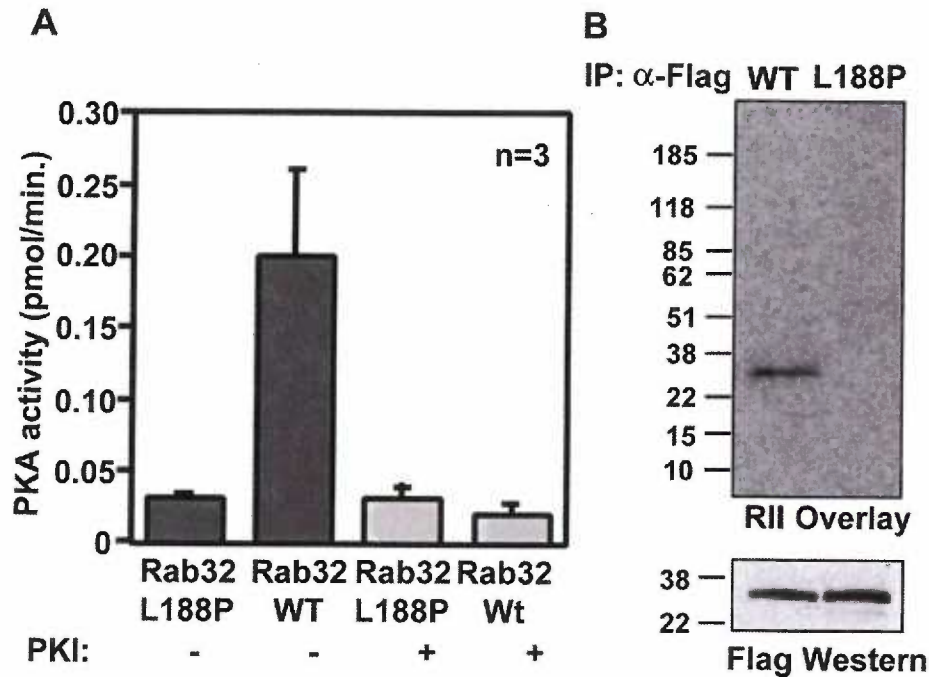 A
PKA activity (pmol/min.)
0.30
0.25
0.20
0.15
0.10
0.05
0
n=3
Rab32 Rab32 Rab32 Rab32
L188P WT L188P Wt
PKI: - - + +
B
IP: α-Flag WT L188P
185
118
85
62
51
38
22
15
10
RII Overlay
38
22
Flag Western